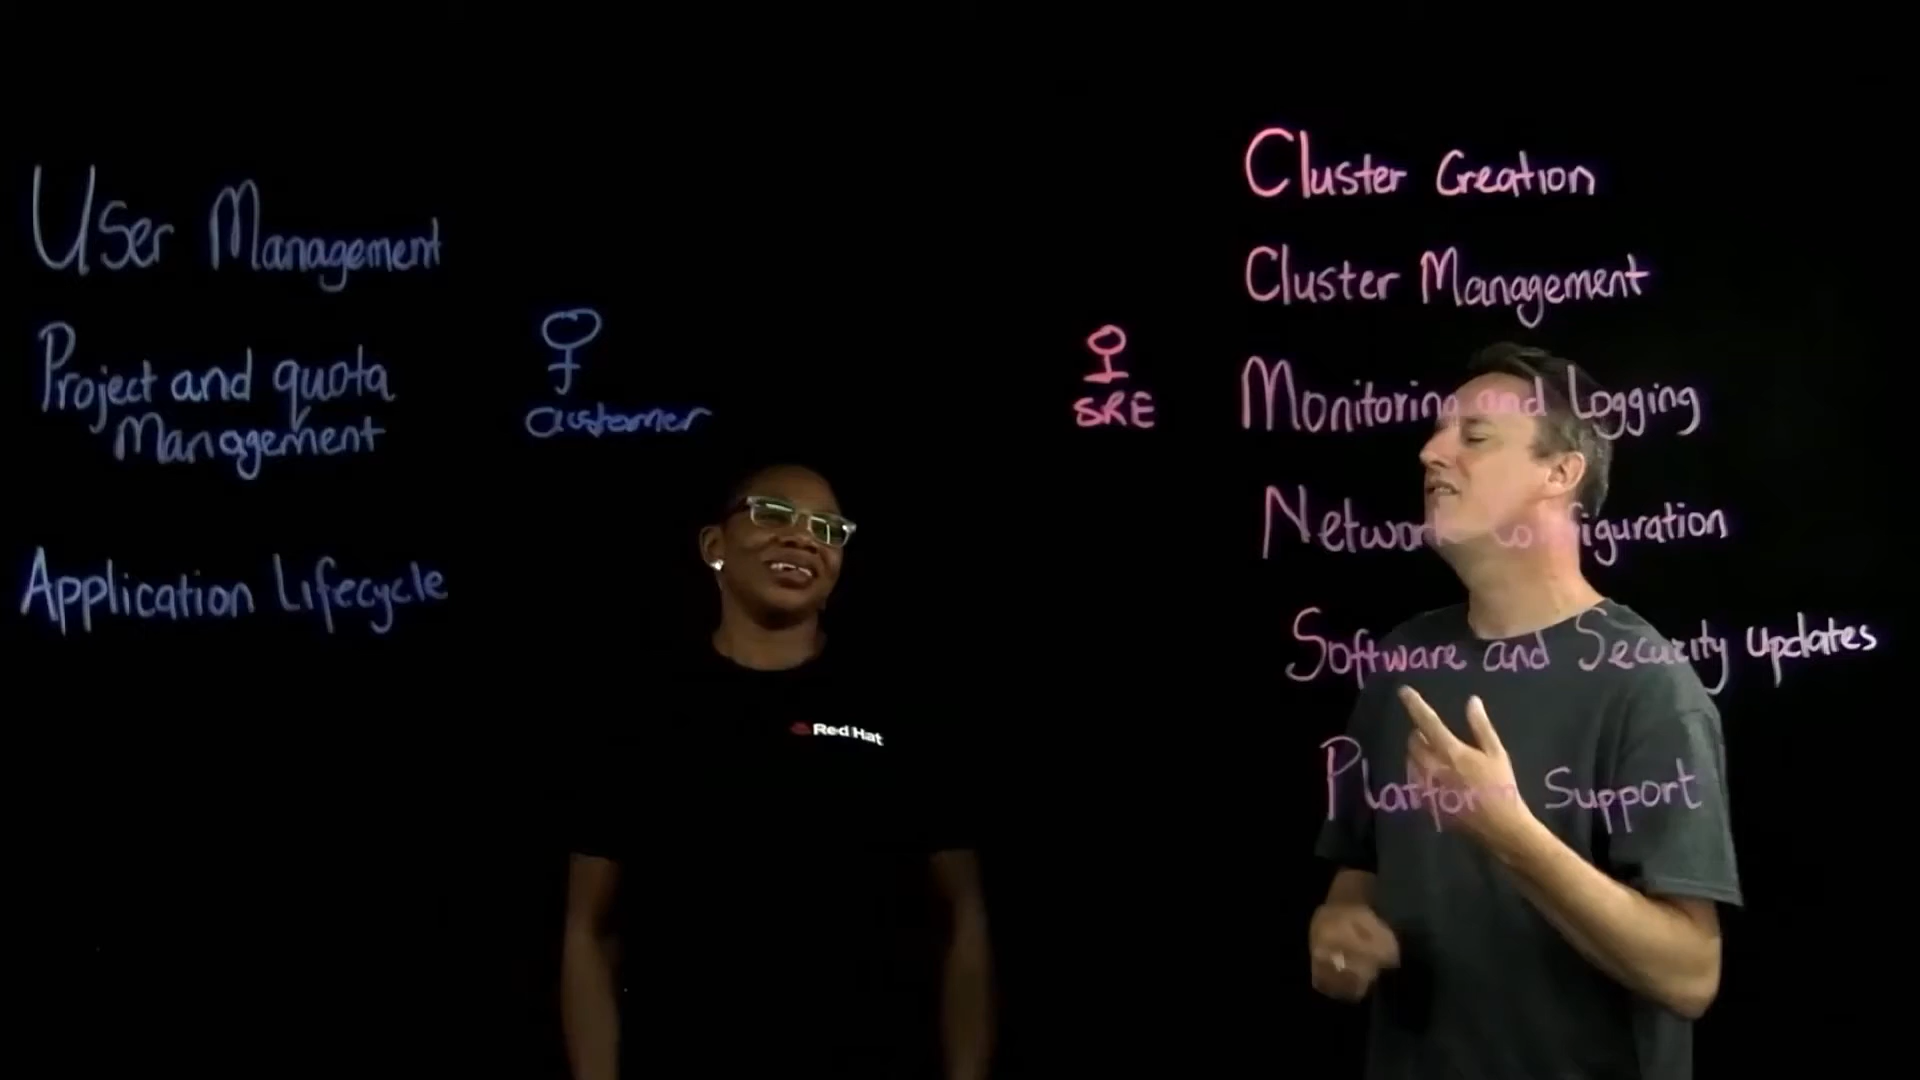 User Management
Project and quota
Management
Application Lifecycle
Customer
SRE
Cluster Creation
Cluster Management
Monitoring and Logging
Network Configuration
Software and Security updates
Platform Support
Red Hat